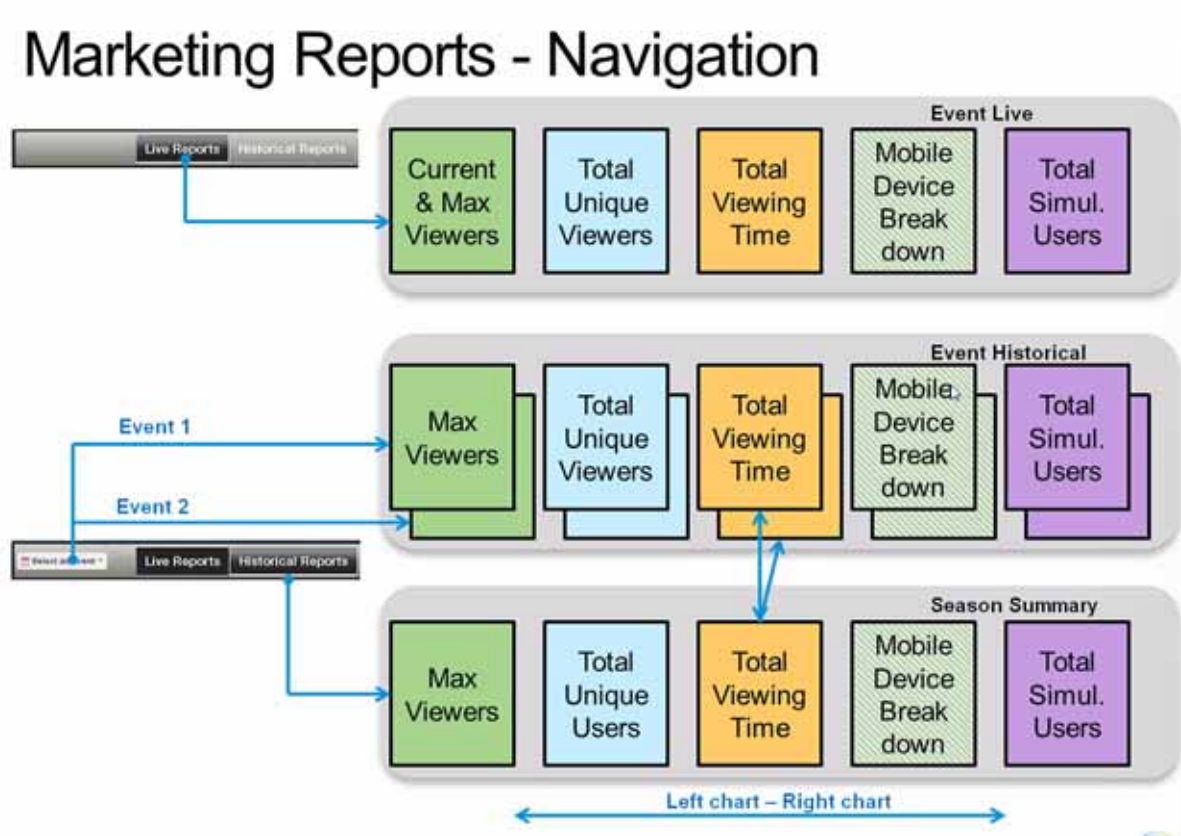 Marketing Reports - Navigation
Event Live
Live Reports
Historical Reports
Current
& Max
Viewers
Total
Unique
Viewers
Total
Viewing
Time
Mobile
Device
Break
down
Total
Simul.
Users
Event Historical
Event 1
Event 2
Max
Viewers
Total
Unique
Viewers
Total
Viewing
Time
Mobile
Device
Break
down
Total
Simul.
Users
Live Reports
Historical Reports
Season Summary
Max
Viewers
Total
Unique
Users
Total
Viewing
Time
Mobile
Device
Break
down
Total
Simul.
Users
Left chart – Right chart